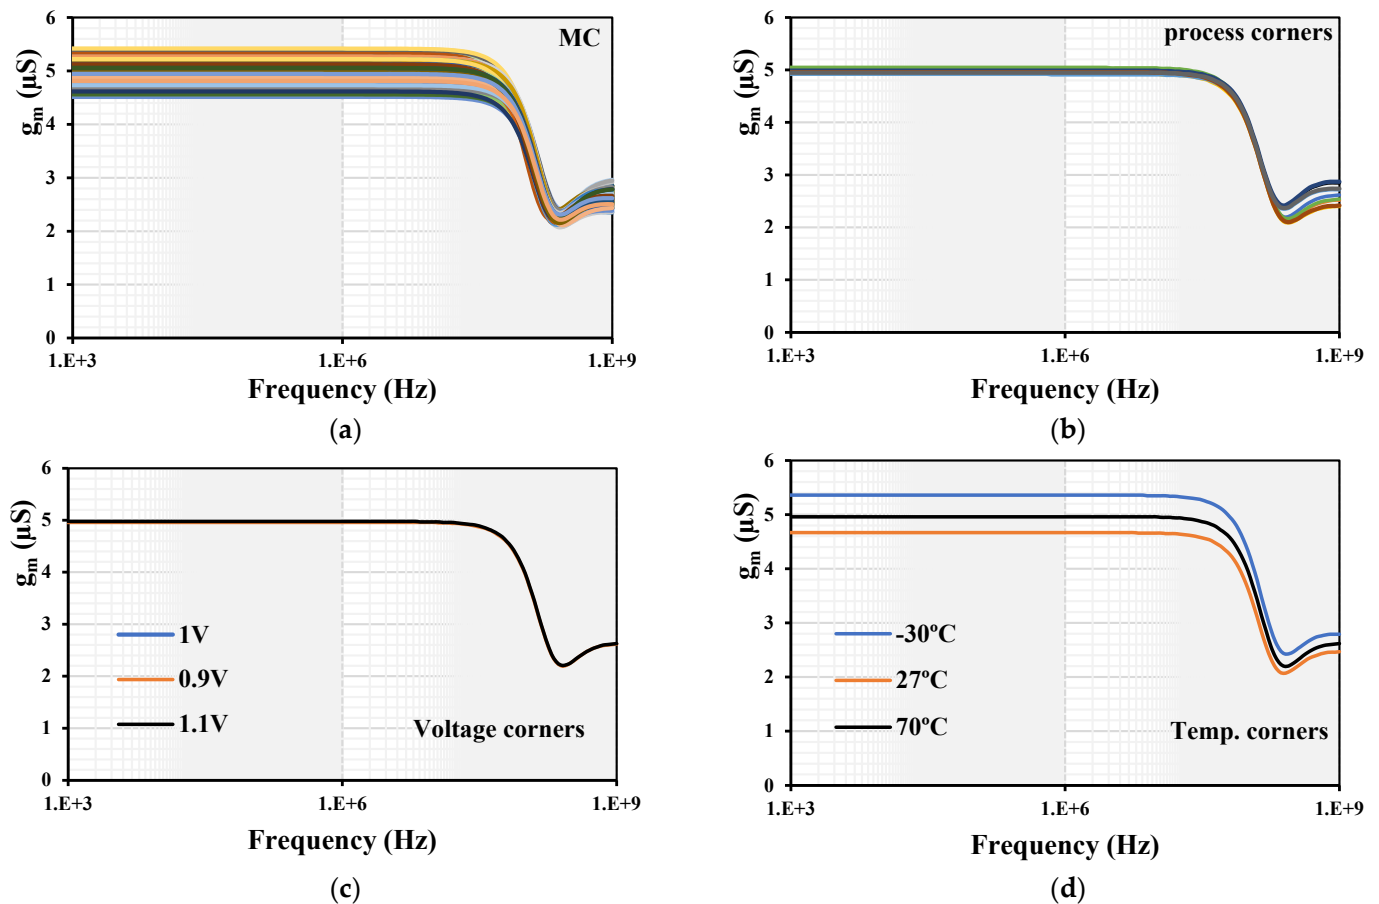 MC
g_m (µS)
6
5
4
3
2
1
0
1.E+3 1.E+6 1.E+9
Frequency (Hz)
(a)
process corners
g_m (µS)
6
5
4
3
2
1
0
1.E+3 1.E+6 1.E+9
Frequency (Hz)
(b)
g_m (µS)
6
5
4
3
2
1
0
1V
0.9V
1.1V
Voltage corners
1.E+3 1.E+6 1.E+9
Frequency (Hz)
(c)
g_m (µS)
6
5
4
3
2
1
0
-30ºC
27ºC
70ºC
Temp. corners
1.E+3 1.E+6 1.E+9
Frequency (Hz)
(d)